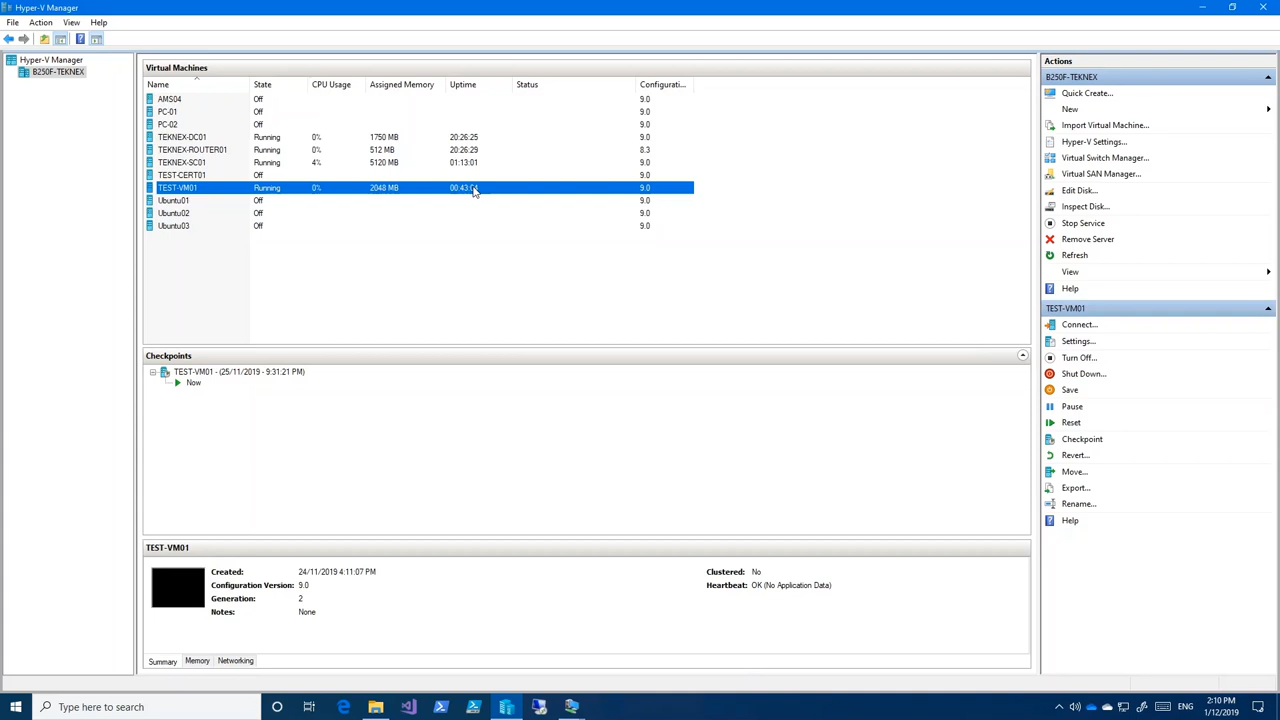 Hyper-V Manager
File Action View Help
Hyper-V Manager
B250F-TEKNEX
Virtual Machines
Name State CPU Usage Assigned Memory Uptime Status Configurati...
AMS04 Off 9.0
PC-01 Off 9.0
PC-02 Off 9.0
TEKNEX-DC01 Running 0% 1750 MB 20:26:25 9.0
TEKNEX-ROUTER01 Running 0% 512 MB 20:26:29 8.3
TEKNEX-SC01 Running 4% 5120 MB 01:13:01 9.0
TEST-CERT01 Off 9.0
TEST-VM01 Running 0% 2048 MB 9.0
Ubuntu01 Off 9.0
Ubuntu02 Off 9.0
Ubuntu03 Off 9.0
Checkpoints
TEST-VM01 - (25/11/2019 - 9:31:21 PM)
Now
TEST-VM01
Created: 24/11/2019 4:11:07 PM Clustered: No
Configuration Version: 9.0 Heartbeat: OK (No Application Data)
Generation: 2
Notes: None
Summary Memory Networking
Actions
B250F-TEKNEX
Quick Create...
New
Import Virtual Machine...
Hyper-V Settings...
Virtual Switch Manager...
Virtual SAN Manager...
Edit Disk...
Inspect Disk...
Stop Service
Remove Server
Refresh
View
Help
TEST-VM01
Connect...
Settings...
Turn Off...
Shut Down...
Save
Pause
Reset
Checkpoint
Revert...
Move...
Export...
Rename...
Help
Type here to search
ENG
2:10 PM
1/12/2019